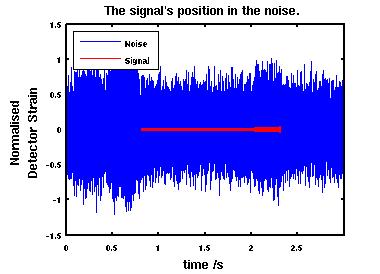 The signal's position in the noise.
1.5
Noise
Signal
1
0.5
0
-0.5
-1
-1.5
Normalised
Detector Strain
0 0.5 1 1.5 2 2.5
time /s